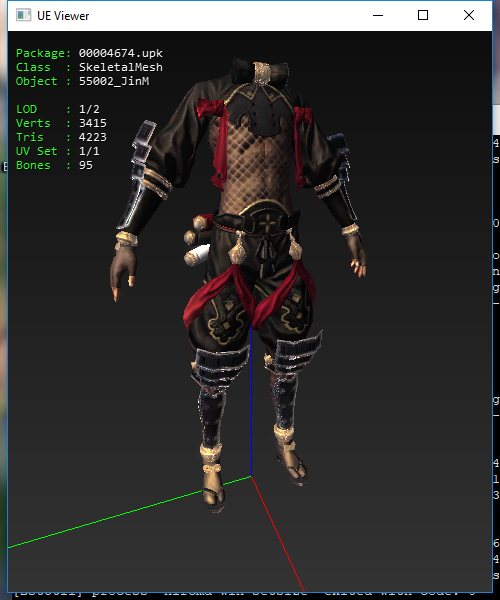 UE Viewer
Package: 00004674.upk
Class : SkeletalMesh
Object : 55002_JinM
LOD : 1/2
Verts : 3415
Tris : 4223
UV Set : 1/1
Bones : 95